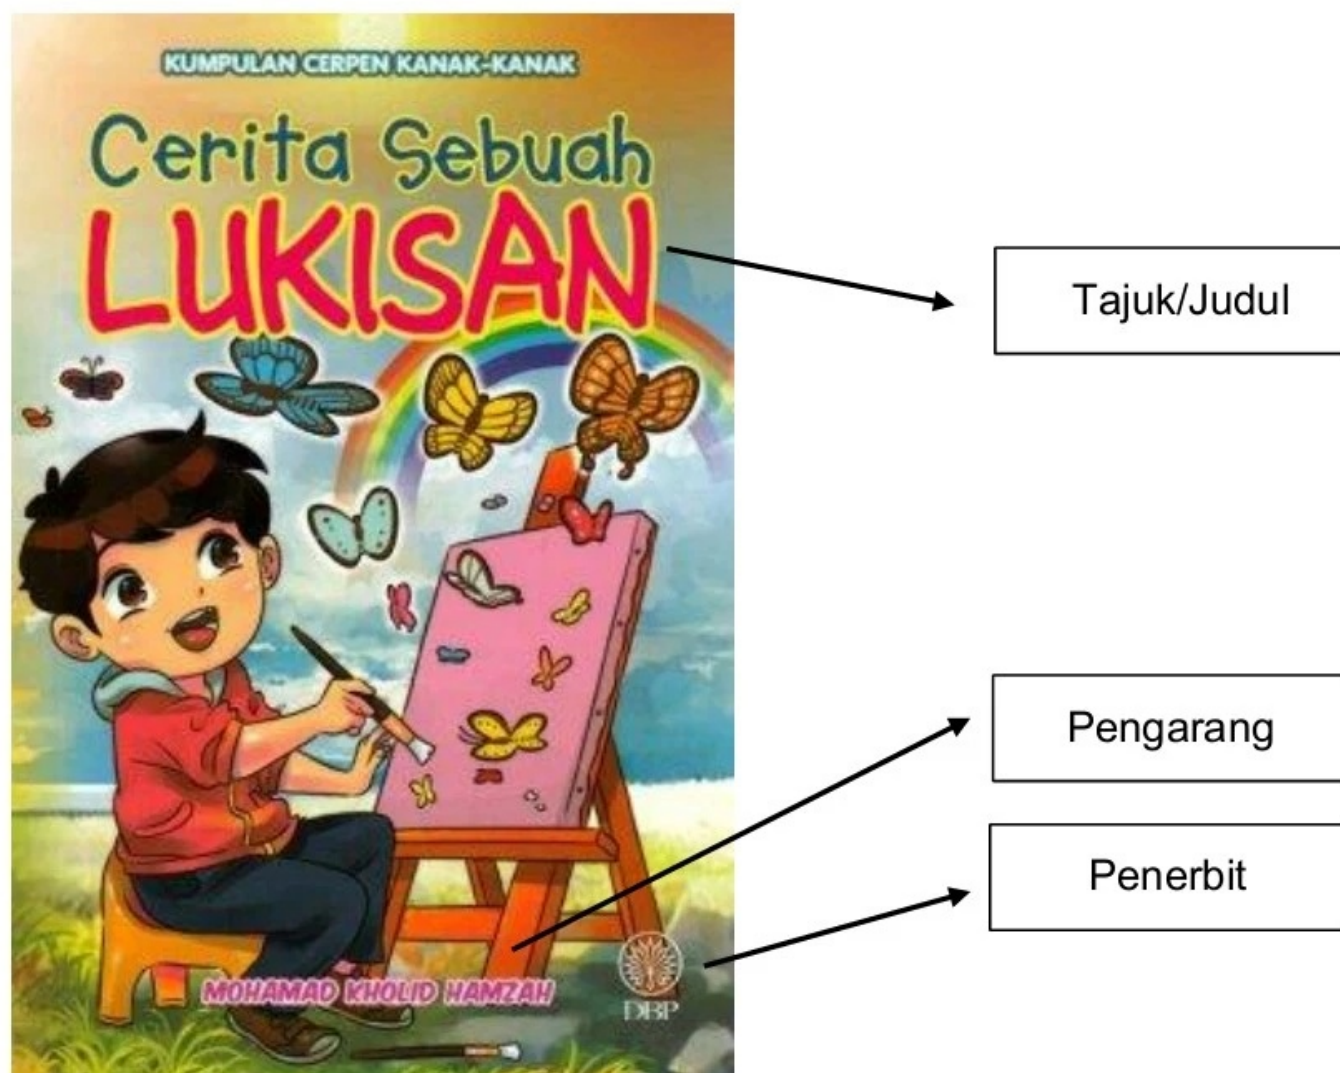 KUMPULAN CERPEN KANAK-KANAK
Cerita Sebuah
LUKISAN
Tajuk/Judul
Pengarang
Penerbit
MOHAMAD KHOLID HAMZAH
DBP